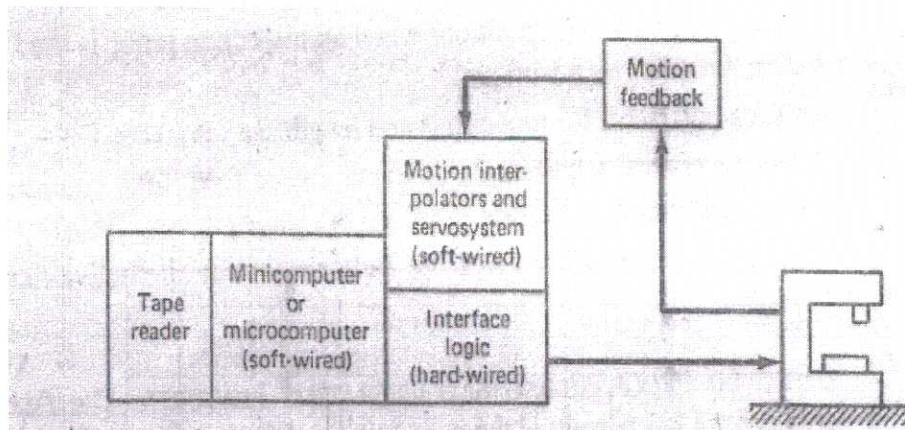 Motion
feedback
Motion inter-
polators and
servosystem
(soft-wired)
Tape
reader
Minicomputer
or
microcomputer
(soft-wired)
Interface
logic
(hard-wired)